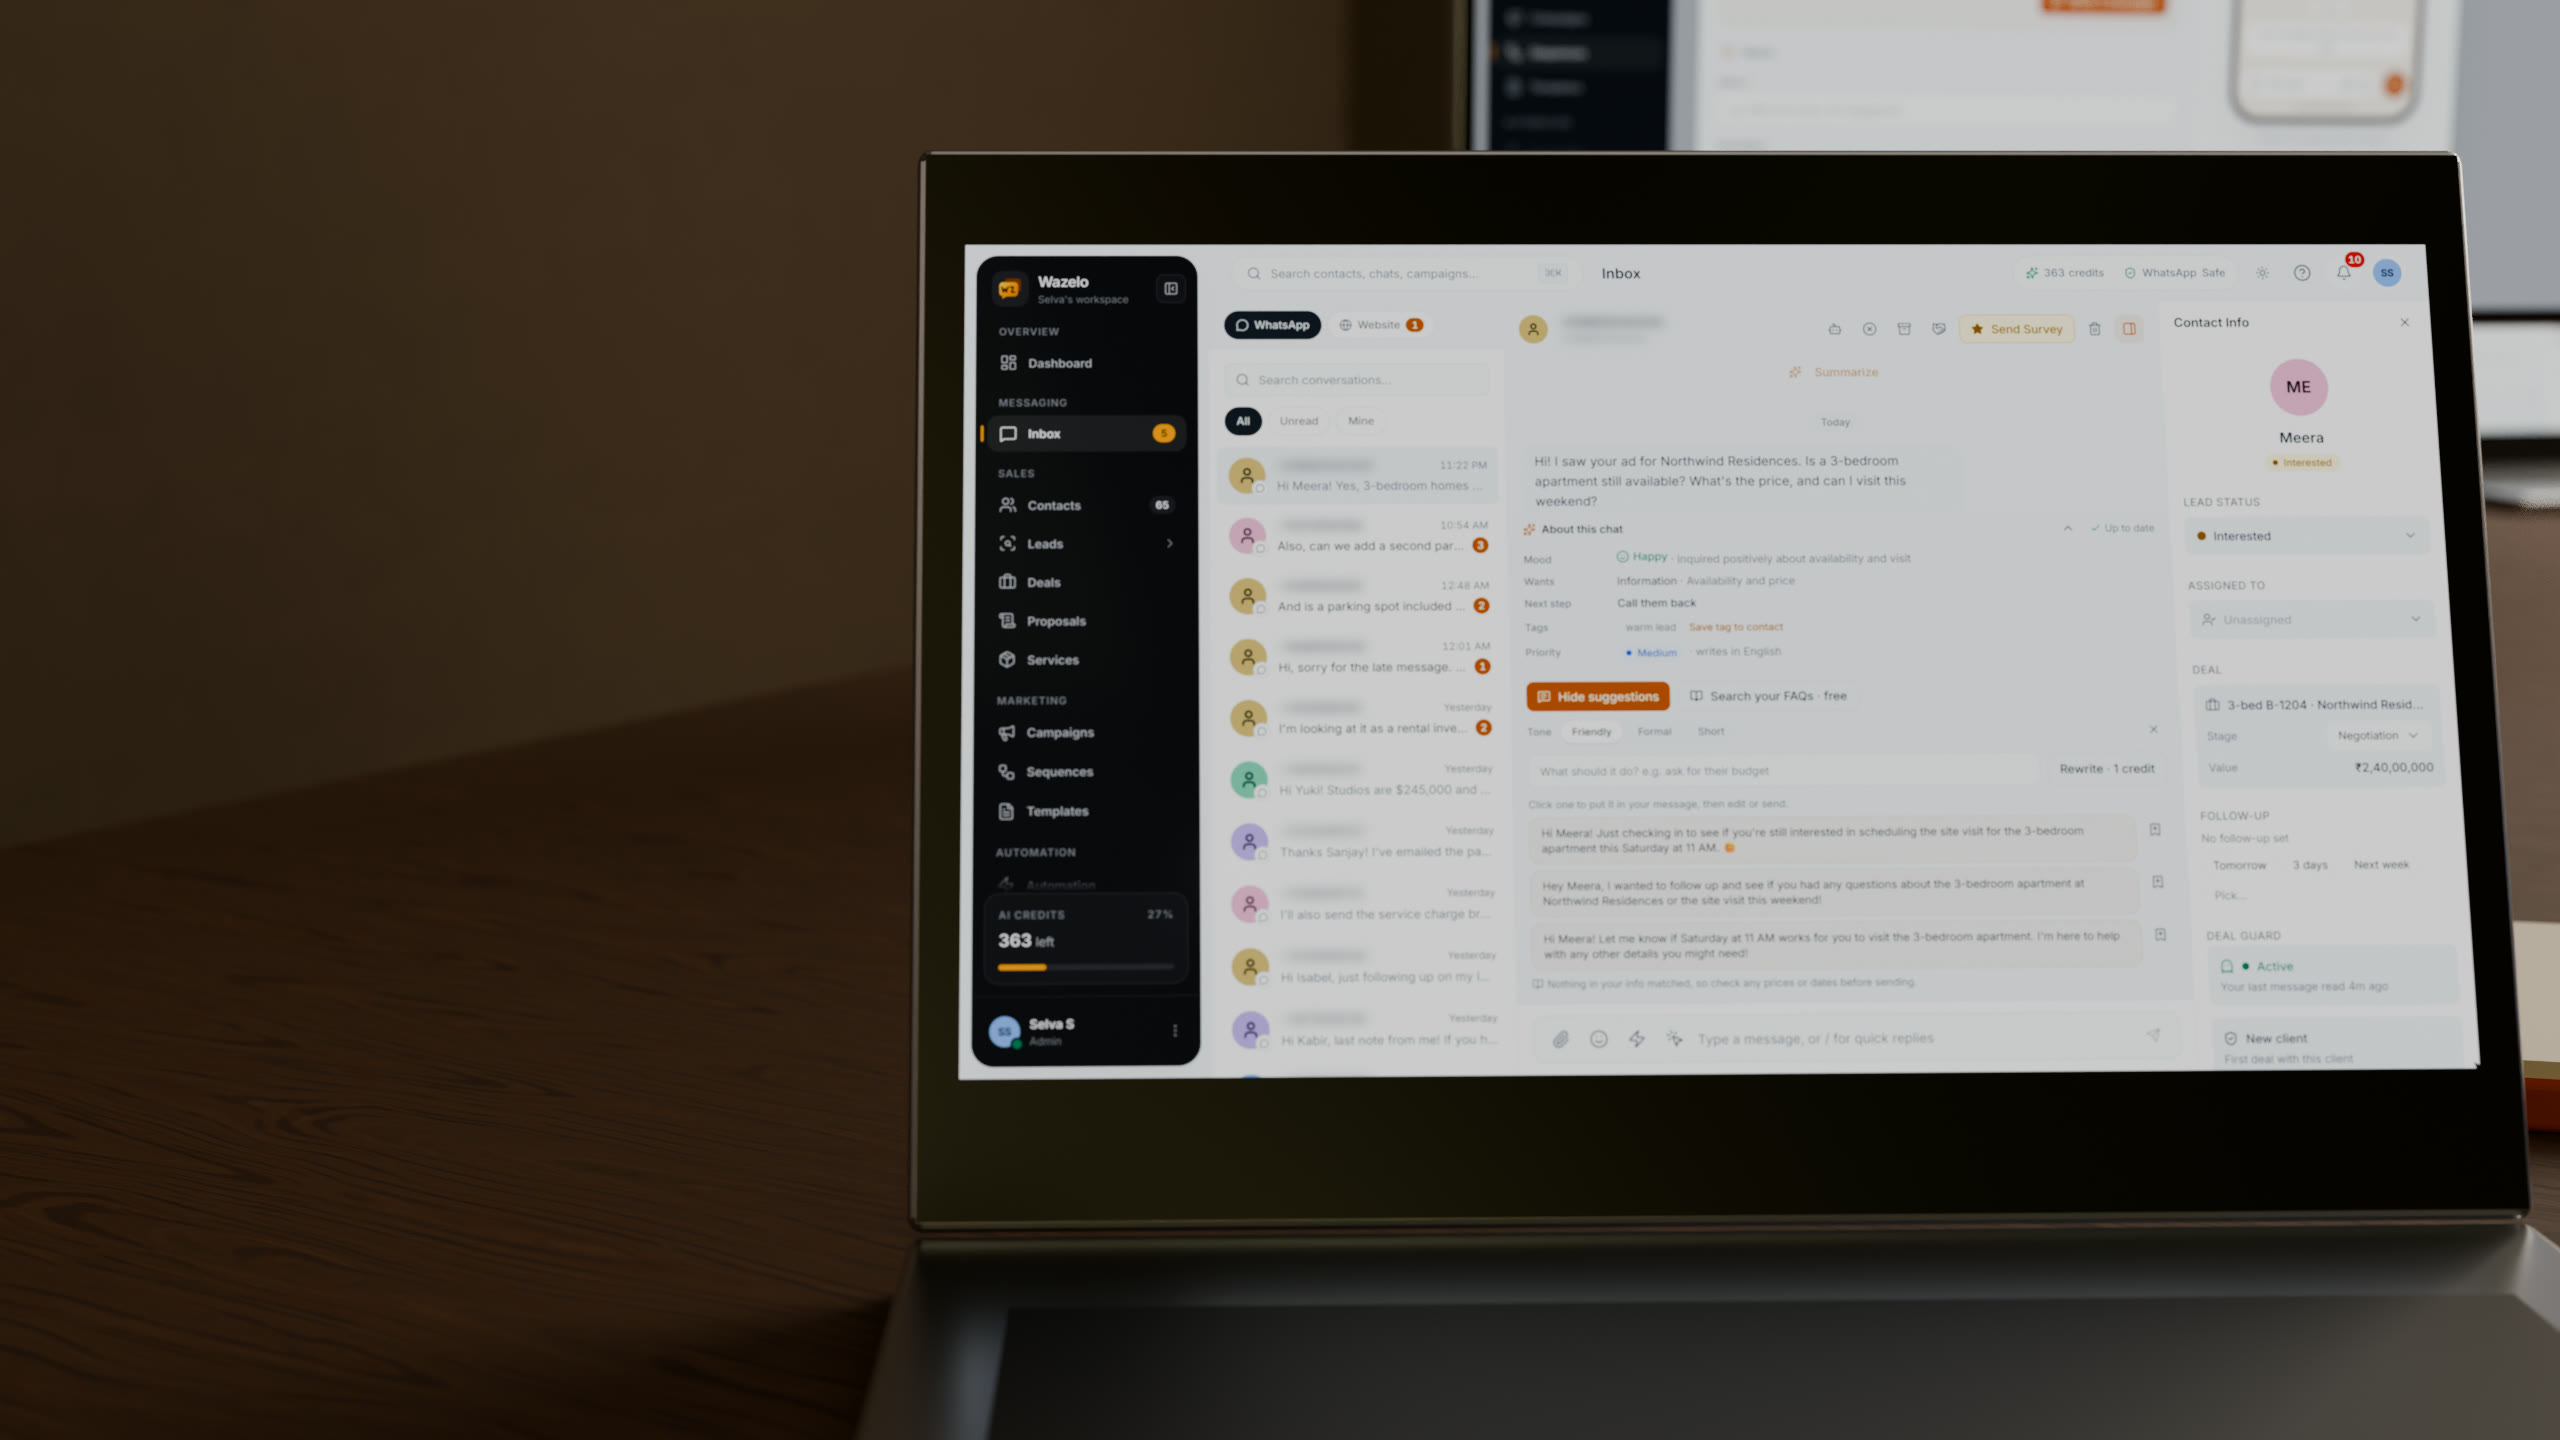 Wazelo
Selva's workspace
OVERVIEW
Dashboard
MESSAGING
Inbox 5
SALES
Contacts 65
Leads
Deals
Proposals
Services
MARKETING
Campaigns
Sequences
Templates
AUTOMATION
Automation
AI CREDITS 27%
363 left
SS Selva S
Admin
Search contacts, chats, campaigns... ⌘K
Inbox
363 credits WhatsApp Safe 10 SS
WhatsApp Website 1
Search conversations...
All Unread Mine
11:22 PM
Hi Meera! Yes, 3-bedroom homes ...
10:54 AM
Also, can we add a second par... 3
12:48 AM
And is a parking spot included ... 2
12:01 AM
Hi, sorry for the late message. ... 1
Yesterday
I'm looking at it as a rental inve... 2
Yesterday
Hi Yuki! Studios are $245,000 and ...
Yesterday
Thanks Sanjay! I've emailed the pa...
Yesterday
I'll also send the service charge br...
Yesterday
Hi Isabel, just following up on my l...
Yesterday
Hi Kabir, last note from me! If you h...
Send Survey
Summarize
Today
Hi! I saw your ad for Northwind Residences. Is a 3-bedroom
apartment still available? What's the price, and can I visit this
weekend?
About this chat Up to date
Mood Happy · Inquired positively about availability and visit
Wants Information · Availability and price
Next step Call them back
Tags warm lead Save tag to contact
Priority Medium · writes in English
Hide suggestions Search your FAQs · free
Tone Friendly Formal Short
What should it do? e.g. ask for their budget Rewrite · 1 credit
Click one to put it in your message, then edit or send.
Hi Meera! Just checking in to see if you're still interested in scheduling the site visit for the 3-bedroom
apartment this Saturday at 11 AM.
Hey Meera, I wanted to follow up and see if you had any questions about the 3-bedroom apartment at
Northwind Residences or the site visit this weekend!
Hi Meera! Let me know if Saturday at 11 AM works for you to visit the 3-bedroom apartment. I'm here to help
with any other details you might need!
Nothing in your info matched, so check any prices or dates before sending.
Type a message, or / for quick replies
Contact Info
ME
Meera
Interested
LEAD STATUS
Interested
ASSIGNED TO
Unassigned
DEAL
3-bed B-1204 · Northwind Resid...
Stage Negotiation
Value ₹2,40,00,000
FOLLOW-UP
No follow-up set
Tomorrow 3 days Next week
Pick...
DEAL GUARD
Active
Your last message read 4m ago
New client
First deal with this client